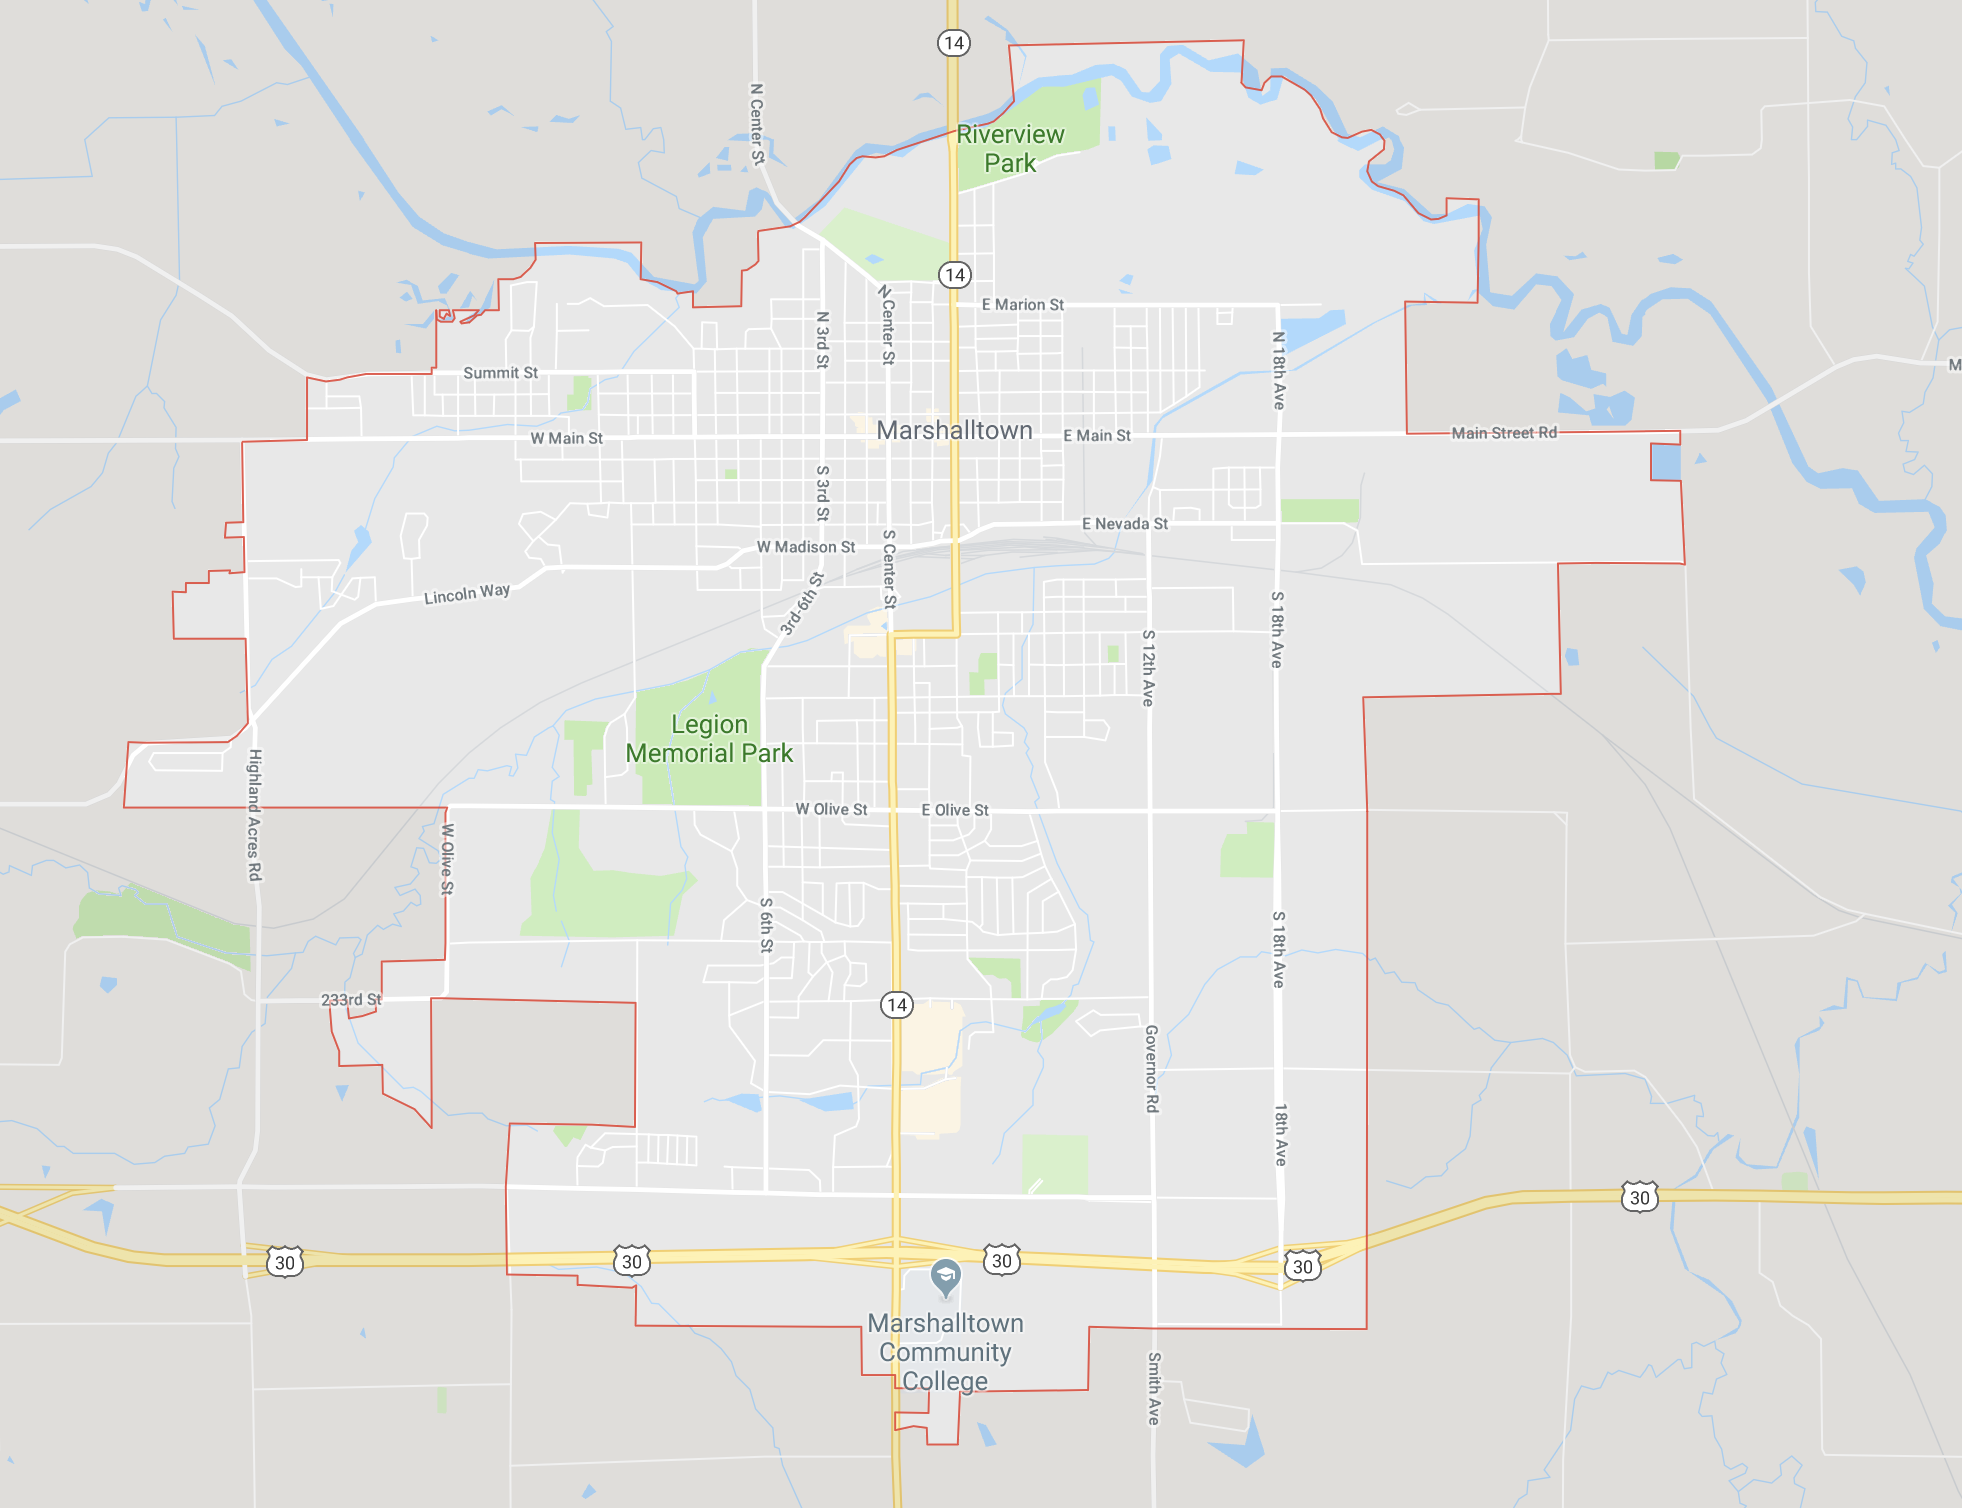 14
N Center St
Riverview
Park
14
E Marion St
N 3rd St
N Center St
N 18th Ave
Summit St
M
Marshalltown
W Main St
E Main St
Main Street Rd
S 3rd St
E Nevada St
W Madison St
S Center St
Lincoln Way
3rd-6th St
S 18th Ave
S 12th Ave
Legion
Memorial Park
Highland Acres Rd
W Olive St
E Olive St
W Olive St
S 6th St
S 18th Ave
233rd St
14
Governor Rd
18th Ave
30
30
30
30
30
Marshalltown
Community
College
Smith Ave